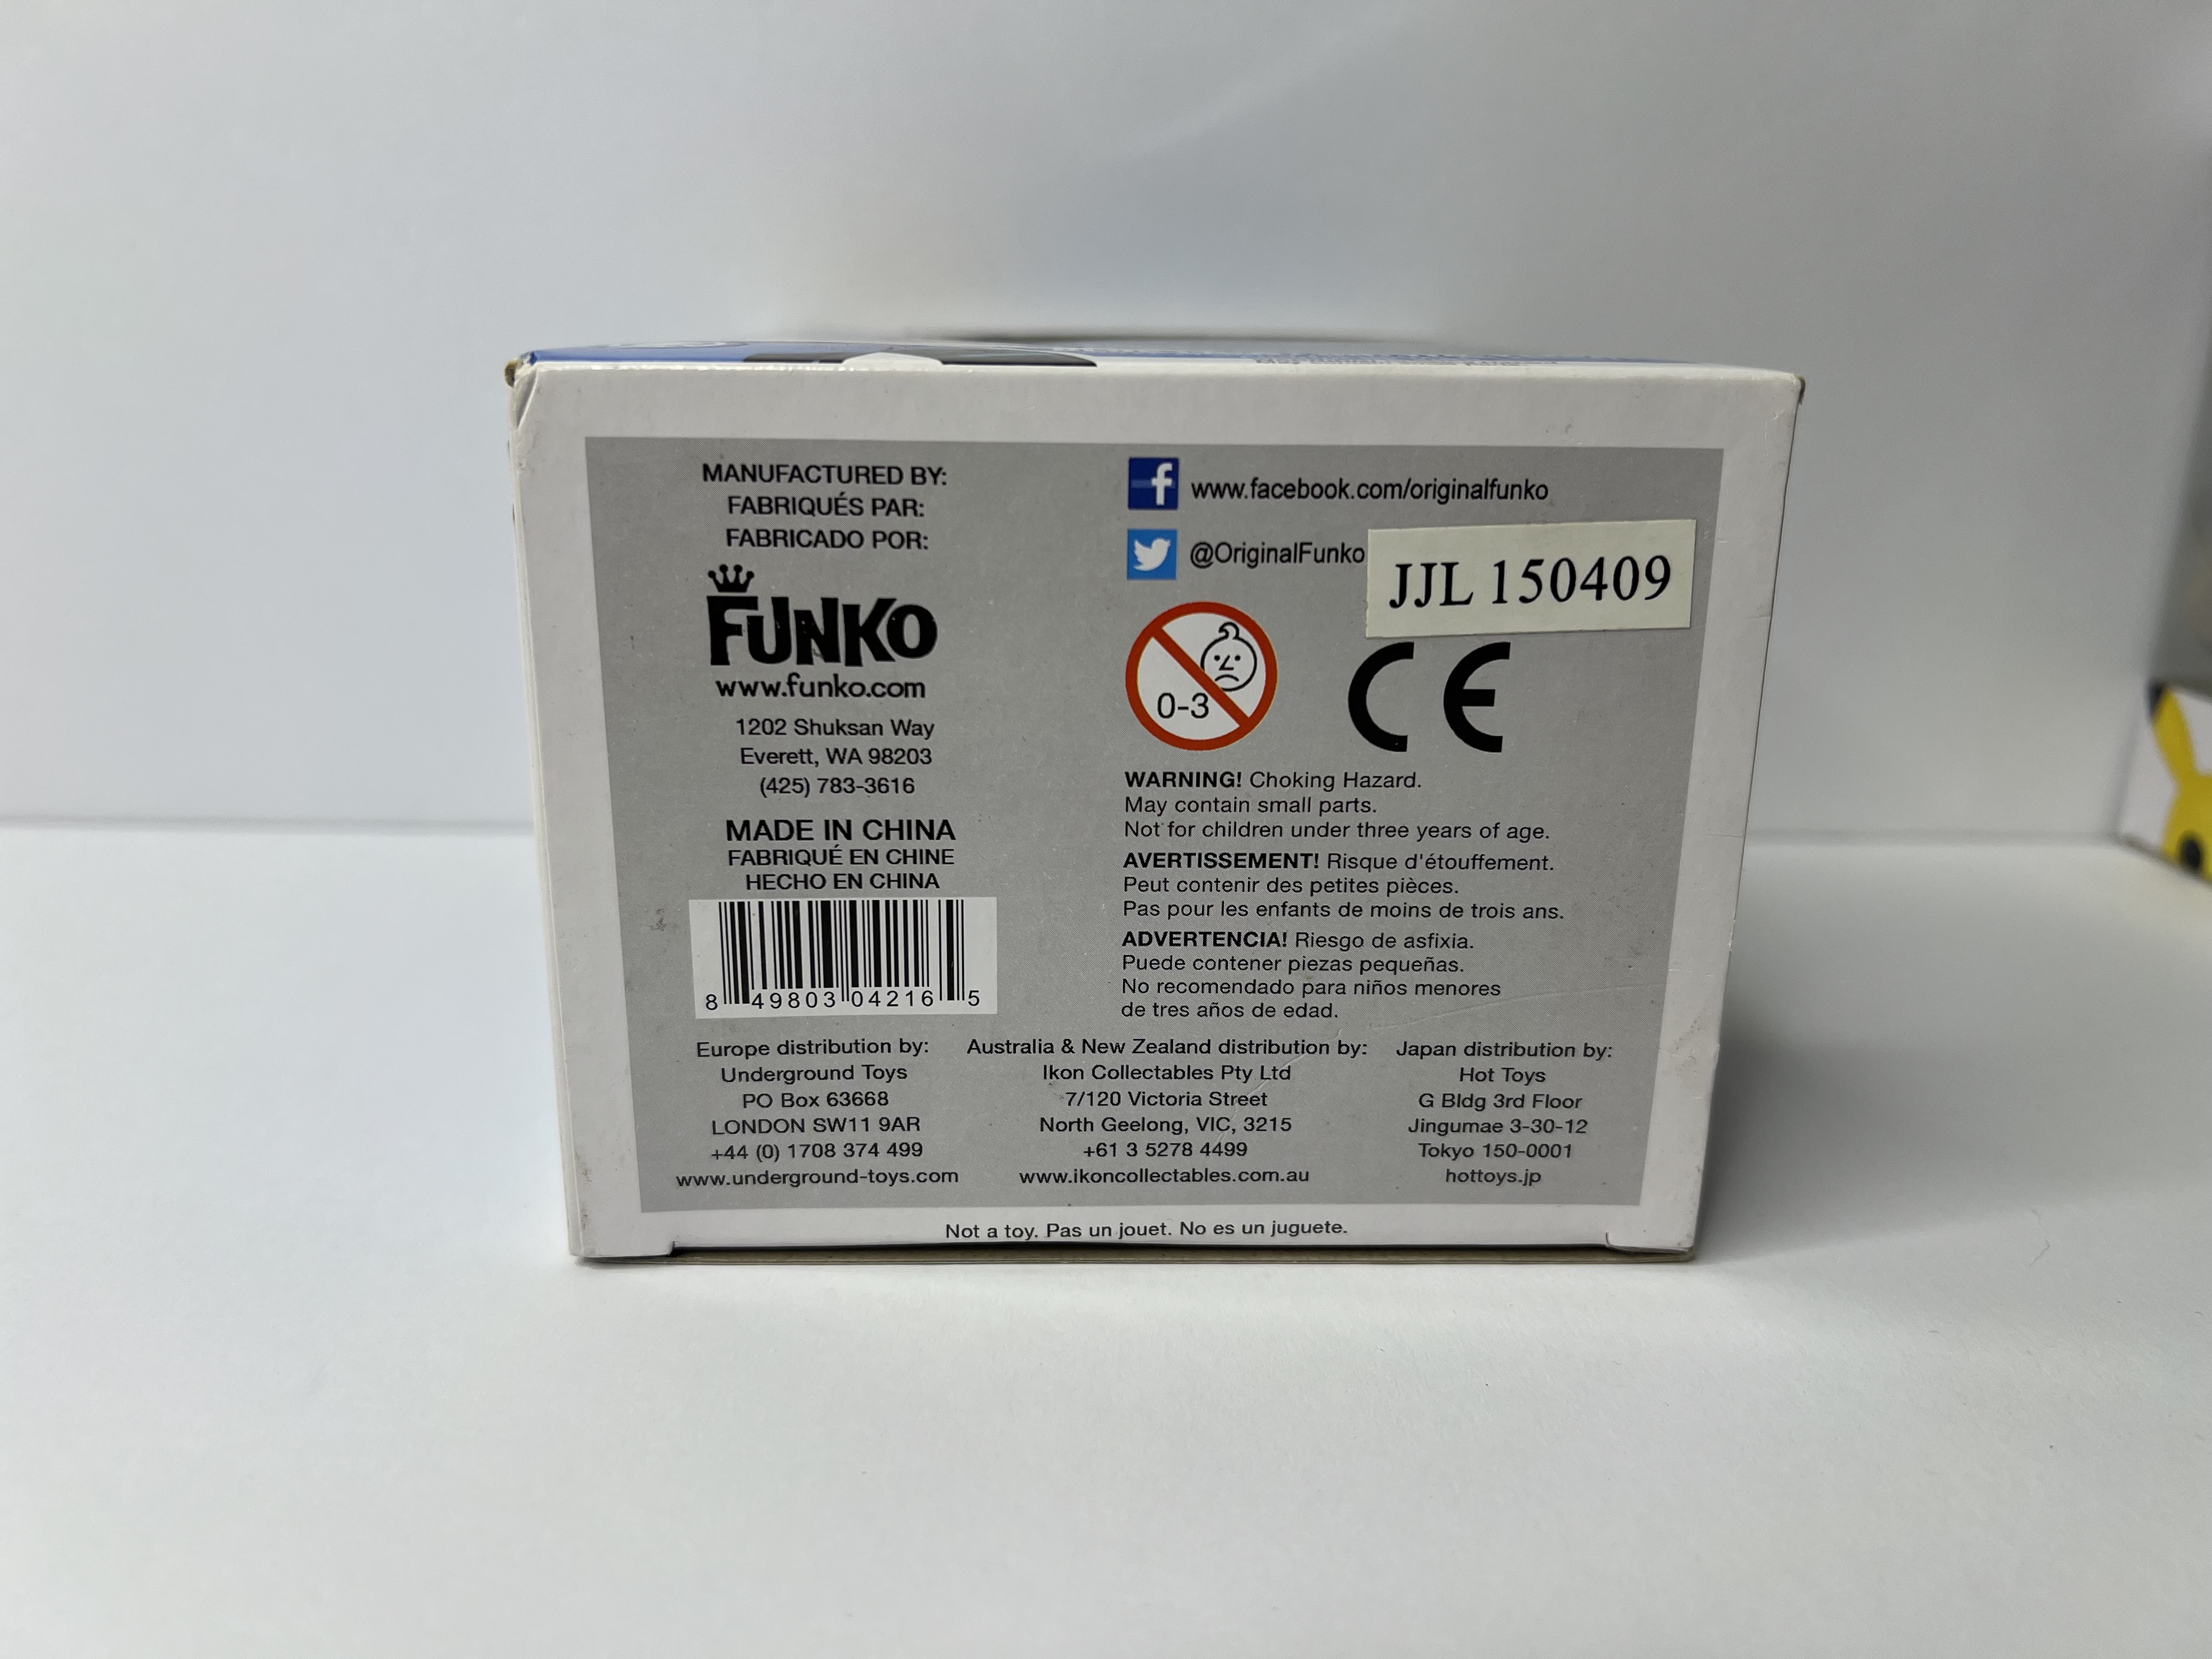 MANUFACTURED BY:
FABRIQUÉS PAR:
FABRICADO POR:
FUNKO
www.funko.com
1202 Shuksan Way
Everett, WA 98203
(425) 783-3616
MADE IN CHINA
FABRIQUÉ EN CHINE
HECHO EN CHINA
8 49803 04216 5
f www.facebook.com/originalfunko
@OriginalFunko
JJL 150409
0-3
CE
WARNING! Choking Hazard.
May contain small parts.
Not for children under three years of age.
AVERTISSEMENT! Risque d'étouffement.
Peut contenir des petites pièces.
Pas pour les enfants de moins de trois ans.
ADVERTENCIA! Riesgo de asfixia.
Puede contener piezas pequeñas.
No recomendado para niños menores
de tres años de edad.
Europe distribution by:
Underground Toys
PO Box 63668
LONDON SW11 9AR
+44 (0) 1708 374 499
www.underground-toys.com
Australia & New Zealand distribution by:
Ikon Collectables Pty Ltd
7/120 Victoria Street
North Geelong, VIC, 3215
+61 3 5278 4499
www.ikoncollectables.com.au
Japan distribution by:
Hot Toys
G Bldg 3rd Floor
Jingumae 3-30-12
Tokyo 150-0001
hottoys.jp
Not a toy. Pas un jouet. No es un juguete.